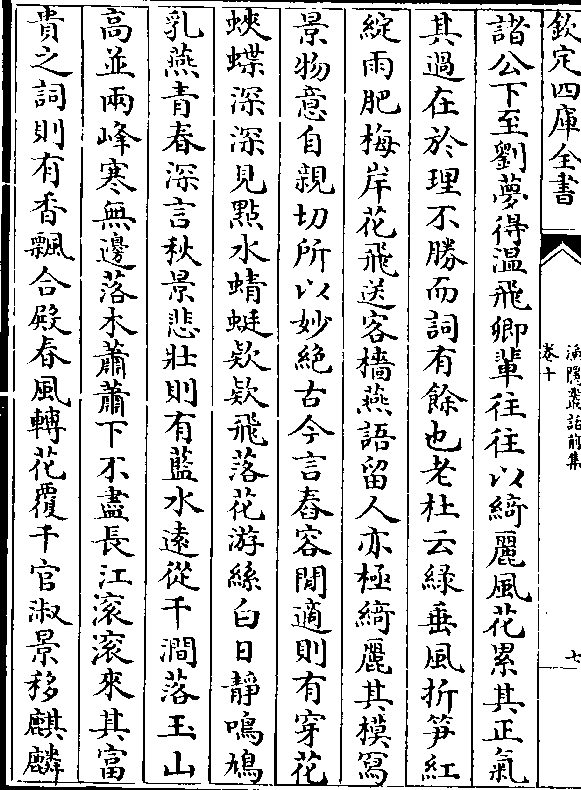 欽定四庫全書
漁隱叢話前集
卷十
七
諸公下至劉夢得溫飛卿輩往往以綺麗風花累其正氣
其過在於理不勝而詞有餘也老杜云綠垂風折笋紅
綻雨肥梅岸花飛送客檣燕語留人亦極綺麗其模寫
景物意自親切所以妙絶古今言舂容閒適則有穿花
蛺蝶深深見點水蜻蜓欵欵飛落花游絲白日靜鳴鳩
乳燕青春深言秋景悲壯則有藍水遠從千澗落玉山
高並兩峰寒無邊落木蕭蕭下不盡長江滚滚來其富
貴之詞則有香飄合殿春風轉花覆千官淑景移麒麟